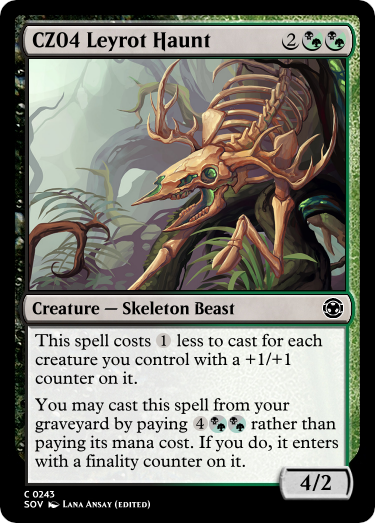 CZ04 Leyrot Haunt 2
Creature — Skeleton Beast
This spell costs 1 less to cast for each
creature you control with a +1/+1
counter on it.
You may cast this spell from your
graveyard by paying 4 rather than
paying its mana cost. If you do, it enters
with a finality counter on it.
4/2
C 0243
SOV Lana Ansay (edited)